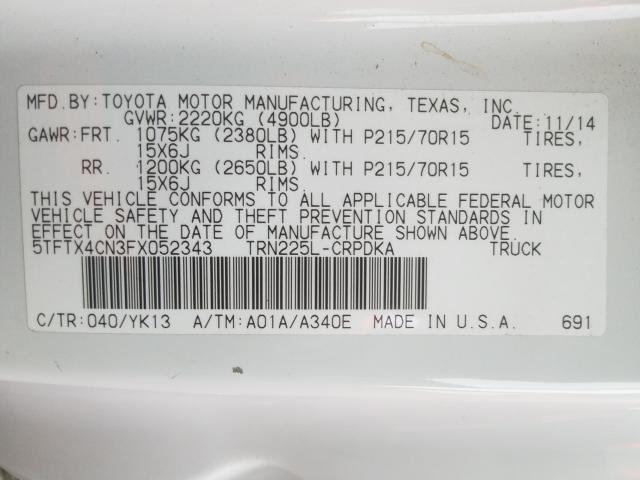 MFD.BY:TOYOTA MOTOR MANUFACTURING, TEXAS, INC.
GVWR:2220KG (4900LB) DATE:11/14
GAWR:FRT. 1075KG (2380LB) WITH P215/70R15 TIRES,
15X6J RIMS.
RR. 1200KG (2650LB) WITH P215/70R15 TIRES,
15X6J RIMS.
THIS VEHICLE CONFORMS TO ALL APPLICABLE FEDERAL MOTOR
VEHICLE SAFETY AND THEFT PREVENTION STANDARDS IN
EFFECT ON THE DATE OF MANUFACTURE SHOWN ABOVE.
5TFTX4CN3FX052343 TRN225L-CRPDKA TRUCK
C/TR:040/YK13 A/TM:A01A/A340E MADE IN U.S.A. 691